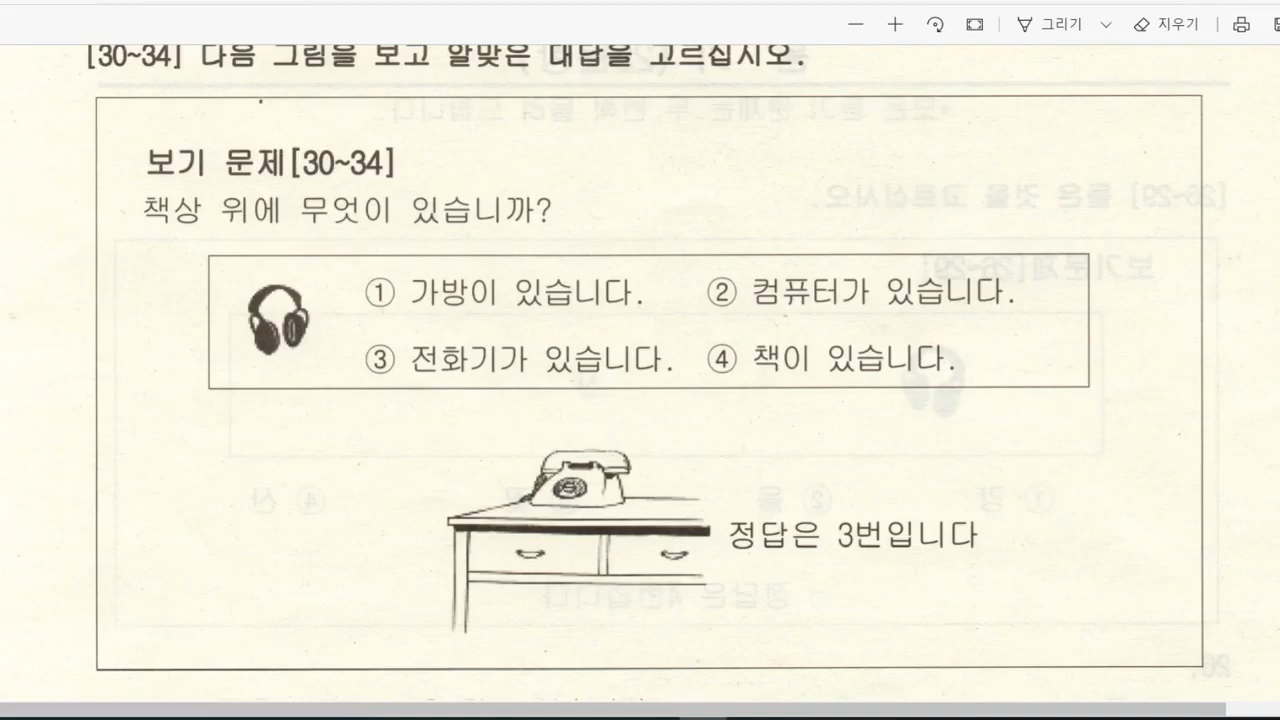 그리기 지우기
[30~34] 다음 그림을 보고 알맞은 대답을 고르십시오.
보기 문제[30~34]
책상 위에 무엇이 있습니까?
① 가방이 있습니다. ② 컴퓨터가 있습니다.
③ 전화기가 있습니다. ④ 책이 있습니다.
정답은 3번입니다